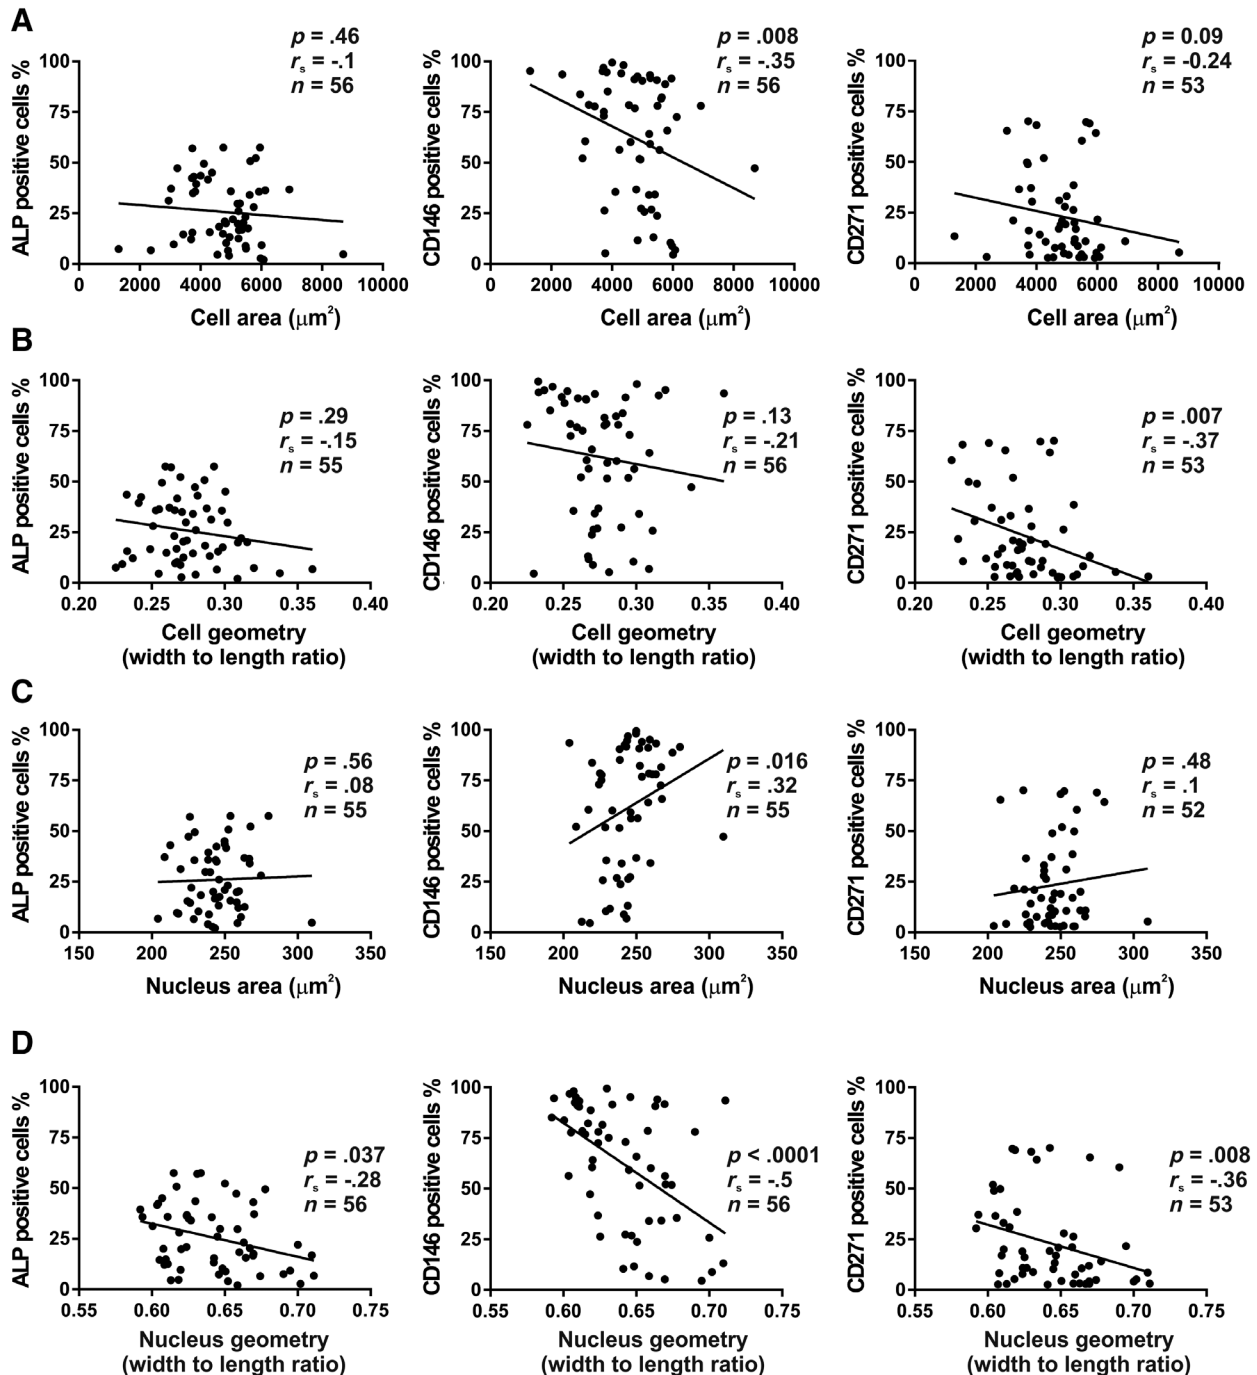 A
ALP positive cells %
100
75
50
25
0
0 2000 4000 6000 8000 10000
Cell area (μm²)
p = .46
rs = -.1
n = 56
CD146 positive cells %
100
75
50
25
0
0 2000 4000 6000 8000 10000
Cell area (μm²)
p = .008
rs = -.35
n = 56
CD271 positive cells %
100
75
50
25
0
0 2000 4000 6000 8000 10000
Cell area (μm²)
p = 0.09
rs = -0.24
n = 53
B
ALP positive cells %
100
75
50
25
0
0.20 0.25 0.30 0.35 0.40
Cell geometry
(width to length ratio)
p = .29
rs = -.15
n = 55
CD146 positive cells %
100
75
50
25
0
0.20 0.25 0.30 0.35 0.40
Cell geometry
(width to length ratio)
p = .13
rs = -.21
n = 56
CD271 positive cells %
100
75
50
25
0
0.20 0.25 0.30 0.35 0.40
Cell geometry
(width to length ratio)
p = .007
rs = -.37
n = 53
C
ALP positive cells %
100
75
50
25
0
150 200 250 300 350
Nucleus area (μm²)
p = .56
rs = .08
n = 55
CD146 positive cells %
100
75
50
25
0
150 200 250 300 350
Nucleus area (μm²)
p = .016
rs = .32
n = 55
CD271 positive cells %
100
75
50
25
0
150 200 250 300 350
Nucleus area (μm²)
p = .48
rs = .1
n = 52
D
ALP positive cells %
100
75
50
25
0
0.55 0.60 0.65 0.70 0.75
Nucleus geometry
(width to length ratio)
p = .037
rs = -.28
n = 56
CD146 positive cells %
100
75
50
25
0
0.55 0.60 0.65 0.70 0.75
Nucleus geometry
(width to length ratio)
p < .0001
rs = -.5
n = 56
CD271 positive cells %
100
75
50
25
0
0.55 0.60 0.65 0.70 0.75
Nucleus geometry
(width to length ratio)
p = .008
rs = -.36
n = 53